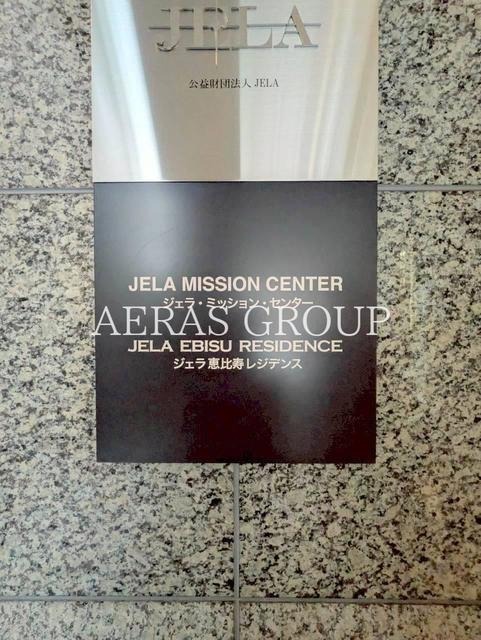 JELA
公益財団法人 JELA
JELA MISSION CENTER
ジェラ・ミッション・センター
AERAS GROUP
JELA EBISU RESIDENCE
ジェラ恵比寿レジデンス